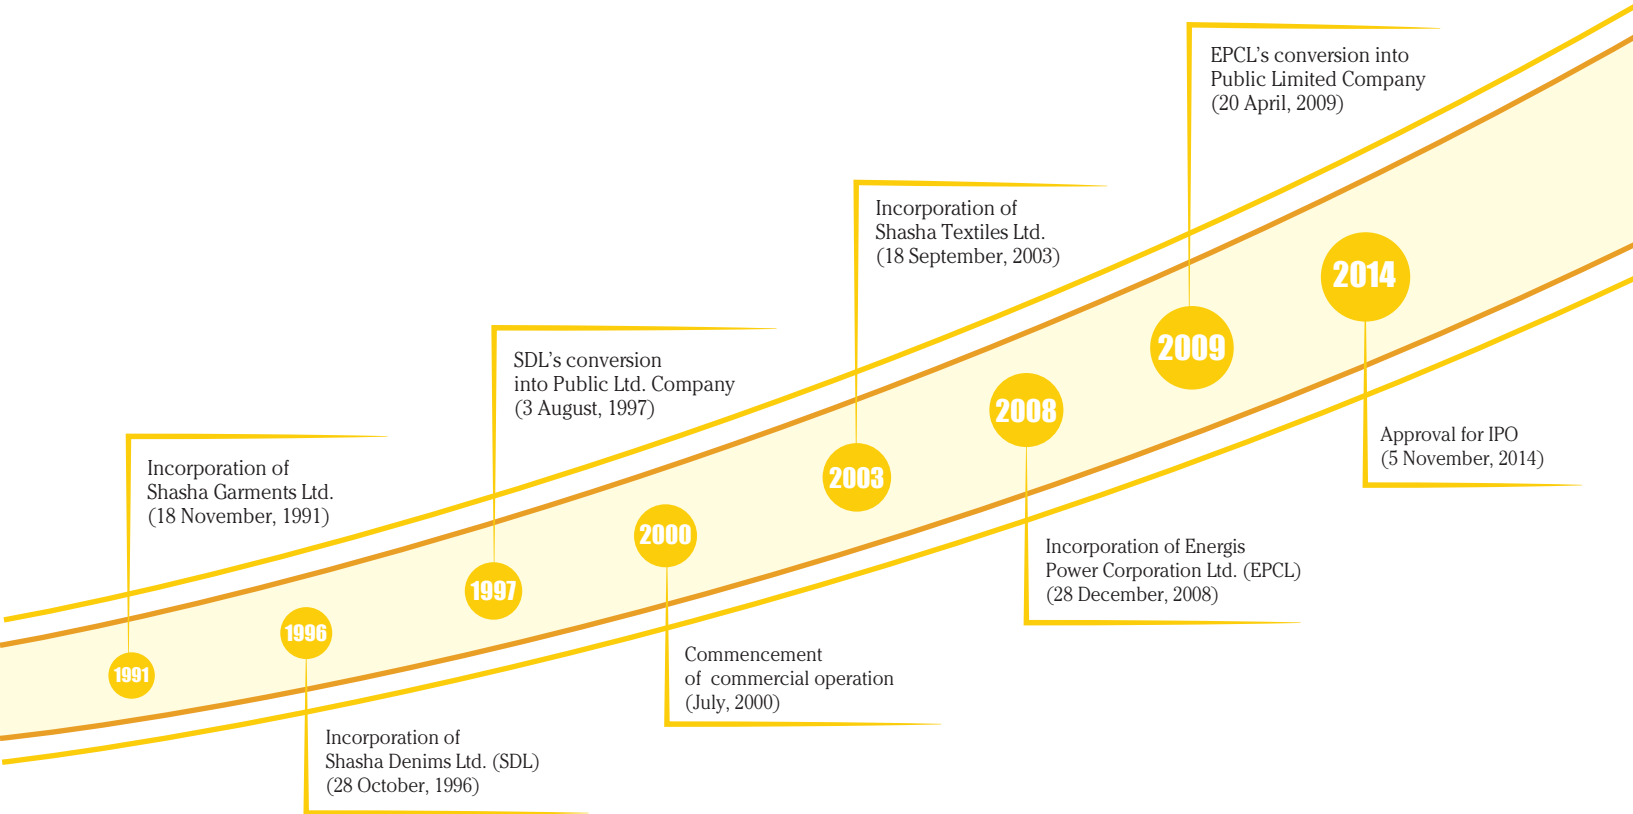 1991
Incorporation of
Shasha Garments Ltd.
(18 November, 1991)
1996
Incorporation of
Shasha Denims Ltd. (SDL)
(28 October, 1996)
1997
SDL's conversion
into Public Ltd. Company
(3 August, 1997)
2000
Commencement
of commercial operation
(July, 2000)
2003
Incorporation of
Shasha Textiles Ltd.
(18 September, 2003)
2008
Incorporation of Energis
Power Corporation Ltd. (EPCL)
(28 December, 2008)
2009
EPCL's conversion into
Public Limited Company
(20 April, 2009)
2014
Approval for IPO
(5 November, 2014)